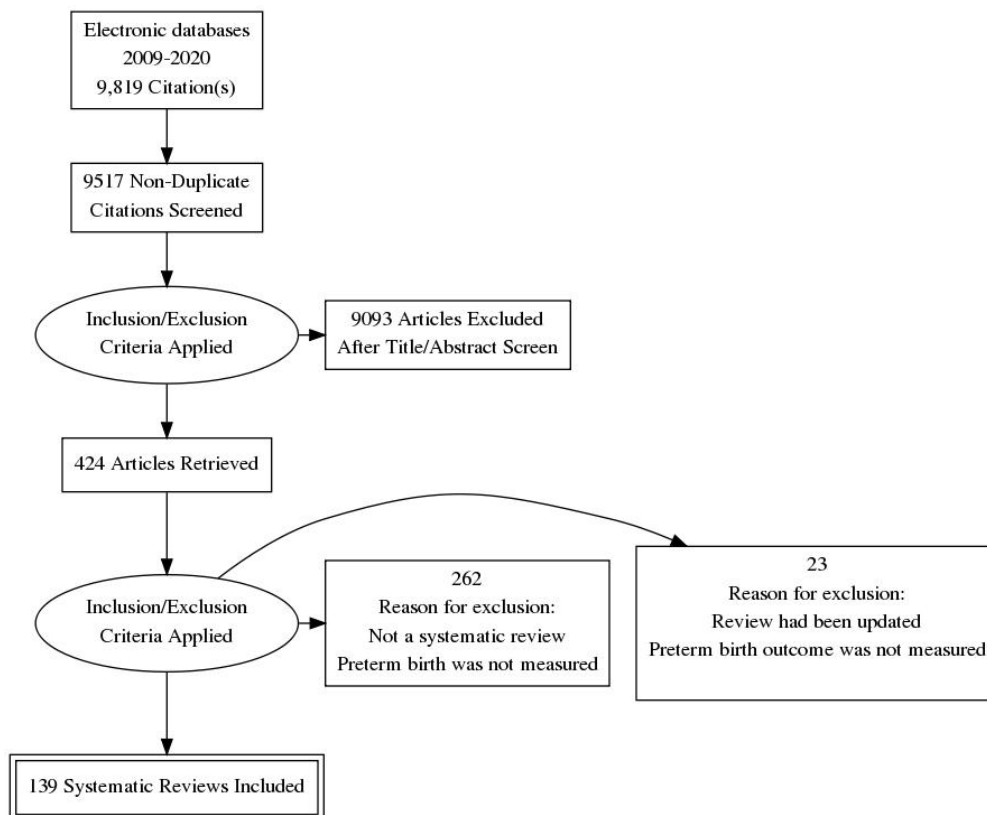 Electronic databases
2009-2020
9,819 Citation(s)
9517 Non-Duplicate
Citations Screened
Inclusion/Exclusion
Criteria Applied
9093 Articles Excluded
After Title/Abstract Screen
424 Articles Retrieved
Inclusion/Exclusion
Criteria Applied
262
Reason for exclusion:
Not a systematic review
Preterm birth was not measured
23
Reason for exclusion:
Review had been updated
Preterm birth outcome was not measured
139 Systematic Reviews Included